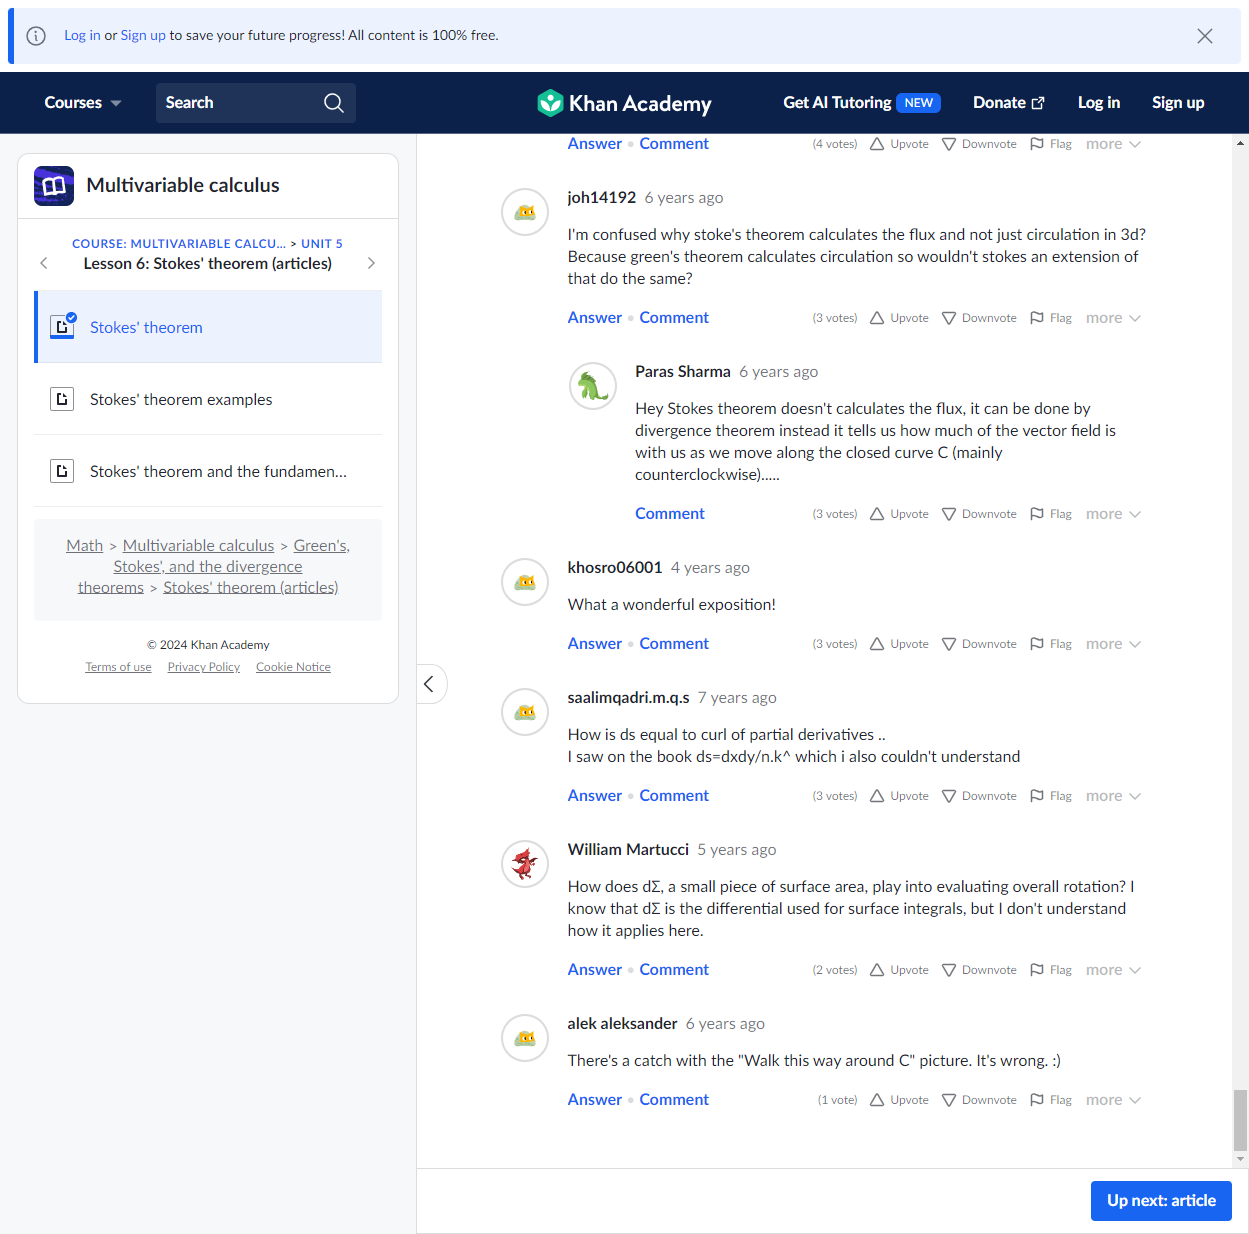 Log in or Sign up to save your future progress! All content is 100% free.
Courses
Search
Khan Academy
Get AI Tutoring NEW
Donate
Log in
Sign up
Multivariable calculus
COURSE: MULTIVARIABLE CALCU... > UNIT 5
Lesson 6: Stokes' theorem (articles)
Stokes' theorem
Stokes' theorem examples
Stokes' theorem and the fundamen...
Math > Multivariable calculus > Green's,
Stokes', and the divergence
theorems > Stokes' theorem (articles)
© 2024 Khan Academy
Terms of use Privacy Policy Cookie Notice
Answer • Comment (4 votes) Upvote Downvote Flag more
joh14192 6 years ago
I'm confused why stoke's theorem calculates the flux and not just circulation in 3d?
Because green's theorem calculates circulation so wouldn't stokes an extension of
that do the same?
Answer • Comment (3 votes) Upvote Downvote Flag more
Paras Sharma 6 years ago
Hey Stokes theorem doesn't calculates the flux, it can be done by
divergence theorem instead it tells us how much of the vector field is
with us as we move along the closed curve C (mainly
counterclockwise).....
Comment (3 votes) Upvote Downvote Flag more
khosro06001 4 years ago
What a wonderful exposition!
Answer • Comment (3 votes) Upvote Downvote Flag more
saalimqadri.m.q.s 7 years ago
How is ds equal to curl of partial derivatives ..
I saw on the book ds=dxdy/n.k^ which i also couldn't understand
Answer • Comment (3 votes) Upvote Downvote Flag more
William Martucci 5 years ago
How does dΣ, a small piece of surface area, play into evaluating overall rotation? I
know that dΣ is the differential used for surface integrals, but I don't understand
how it applies here.
Answer • Comment (2 votes) Upvote Downvote Flag more
alek aleksander 6 years ago
There's a catch with the "Walk this way around C" picture. It's wrong. :)
Answer • Comment (1 vote) Upvote Downvote Flag more
Up next: article